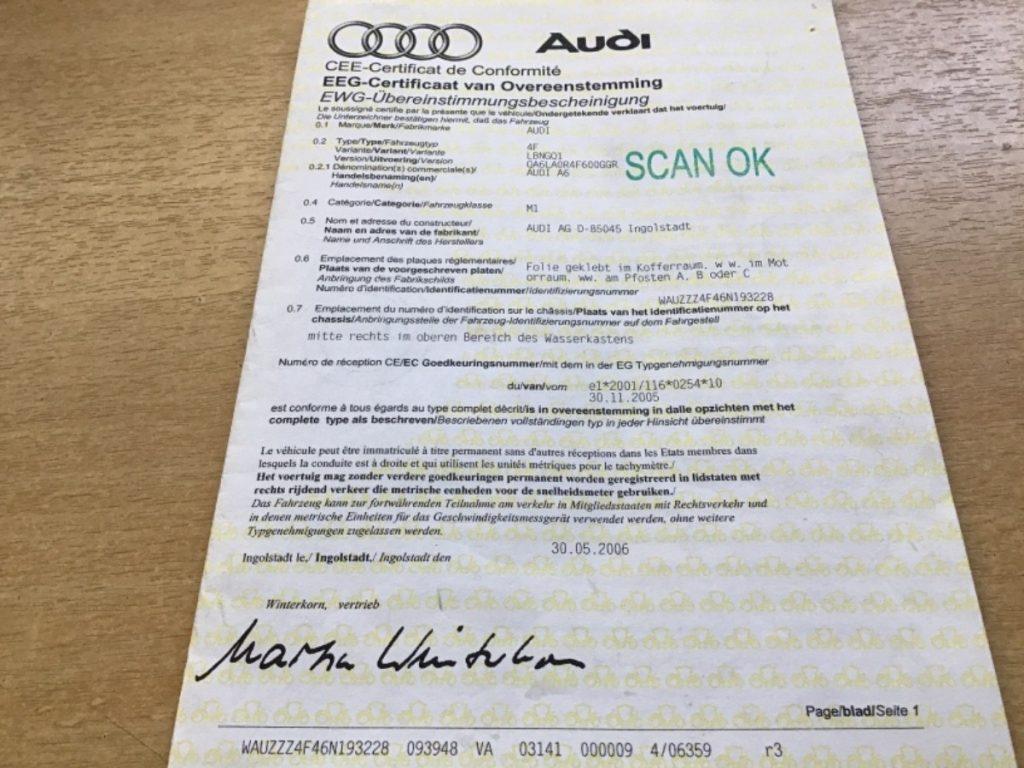 Audi
CEE-Certificat de Conformité
EEG-Certificaat van Overeenstemming
EWG-Übereinstimmungsbescheinigung
Le soussigné certifie par la présente que le véhicule/Ondergetekende verklaart dat het voertuig/
Die Unterzeichner bestätigen hiermit, daß das Fahrzeug
0.1 Marque/Merk/Fabrikmarke AUDI
0.2 Type/Type/Fahrzeugtyp 4F
Variante/Variant/Variante LBNG01
Version/Uitvoering/Version QA6LA0R4F600GGR
SCAN OK
0.2.1 Dénomination(s) commerciale(s)/ AUDI A6
Handelsbenaming(en)/
Handelsname(n)
0.4 Catégorie/Categorie/Fahrzeugklasse M1
0.5 Nom et adresse du constructeur/ AUDI AG D-85045 Ingolstadt
Naam en adres van de fabrikant/
Name und Anschrift des Herstellers
0.6 Emplacement des plaques réglementaires/
Plaats van de voorgeschreven platen/ Folie geklebt im Kofferraum, w w. im Mot
Anbringung des Fabrikschilds orraum, ww. am Pfosten A, B oder C
Numéro d'identification/Identificatienummer/Identifizierungsnummer WAUZZZ4F46N193228
0.7 Emplacement du numéro d'identification sur le châssis/Plaats van het identificatienummer op het
chassis/Anbringungsstelle der Fahrzeug-Identifizierungsnummer auf dem Fahrgestell
mitte rechts im oberen Bereich des Wasserkastens
Numéro de réception CE/EC Goedkeuringsnummer/mit dem in der EG Typgenehmigungsnummer
du/van/vom e1*2001/116*0254*10
30.11.2005
est conforme à tous égards au type complet décrit/is in overeenstemming in dalle opzichten met het
complete type als beschreven/Bescriebenen vollständingen typ in jeder Hinsicht übereinstimmt
Le véhicule peut être immatriculé à titre permanent sans d'autres réceptions dans les Etats membres dans
lesquels la conduite est à droite et qui utilisent les unités métriques pour le tachymètre./
Het voertuig mag zonder verdere goedkeuringen permanent worden geregistreerd in lidstaten met
rechts rijdend verkeer die metrische eenheden voor de snelheidsmeter gebruiken./
Das Fahrzeug kann zur fortwährenden Teilnahme am verkehr in Mitgliedsstaaten mit Rechtsverkehr und
in denen metrische Einheiten für das Geschwindigkeitsmessgerät verwendet werden, ohne weitere
Typgenehmigungen zugelassen werden.
Ingolstadt le,/ Ingolstadt,/ Ingolstadt den 30.05.2006
Winterkorn, vertrieb
Martin Winterkorn
Page/blad/Seite 1
WAUZZZ4F46N193228 093948 VA 03141 000009 4/06359 r3